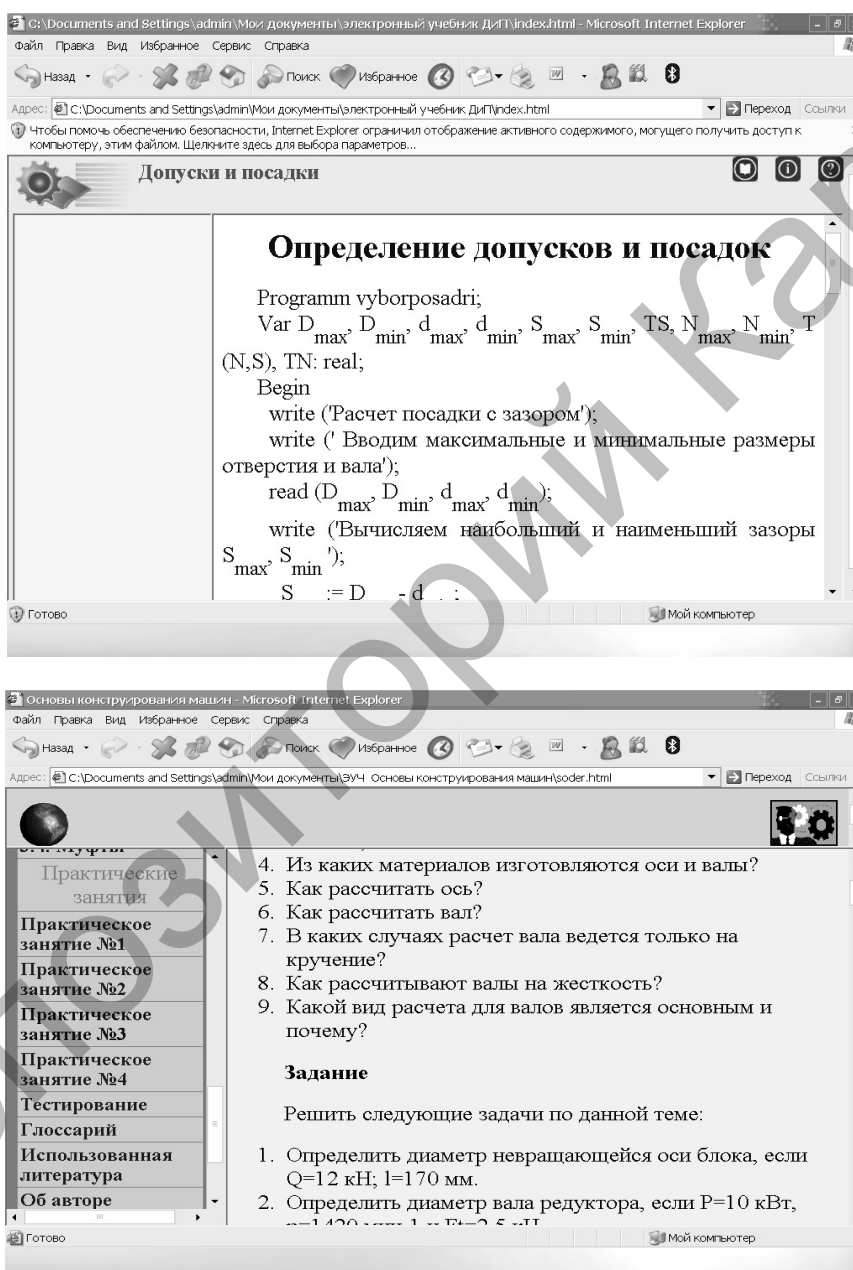 C:\Documents and Settings\admin\Мои документы\электронный учебник ДиП\index.html - Microsoft Internet Explorer
Файл Правка Вид Избранное Сервис Справка
Назад Поиск Избранное
Адрес: C:\Documents and Settings\admin\Мои документы\электронный учебник ДиП\index.html Переход Ссылки
Чтобы помочь обеспечению безопасности, Internet Explorer ограничил отображение активного содержимого, могущего получить доступ к
компьютеру, этим файлом. Щелкните здесь для выбора параметров...
Допуски и посадки
Определение допусков и посадок
Programm vyborposadri;
Var Dmax, Dmin, dmax, dmin, Smax, Smin, TS, Nmax, Nmin, T
(N,S), TN: real;
Begin
write ('Расчет посадки с зазором');
write (' Вводим максимальные и минимальные размеры
отверстия и вала');
read (Dmax, Dmin, dmax, dmin);
write ('Вычисляем наибольший и наименьший зазоры
Smax, Smin ');
S := D - d ;
Готово Мой компьютер
Основы конструирования машин - Microsoft Internet Explorer
Файл Правка Вид Избранное Сервис Справка
Назад Поиск Избранное
Адрес: C:\Documents and Settings\admin\Мои документы\ЭУЧ Основы конструирования машин\soder.html Переход Ссылки
3.4. Муфты
Практические
занятия
Практическое
занятие №1
Практическое
занятие №2
Практическое
занятие №3
Практическое
занятие №4
Тестирование
Глоссарий
Использованная
литература
Об авторе
4. Из каких материалов изготовляются оси и валы?
5. Как рассчитать ось?
6. Как рассчитать вал?
7. В каких случаях расчет вала ведется только на
кручение?
8. Как рассчитывают валы на жесткость?
9. Какой вид расчета для валов является основным и
почему?
Задание
Решить следующие задачи по данной теме:
1. Определить диаметр невращающейся оси блока, если
Q=12 кН; l=170 мм.
2. Определить диаметр вала редуктора, если P=10 кВт,
Готово Мой компьютер